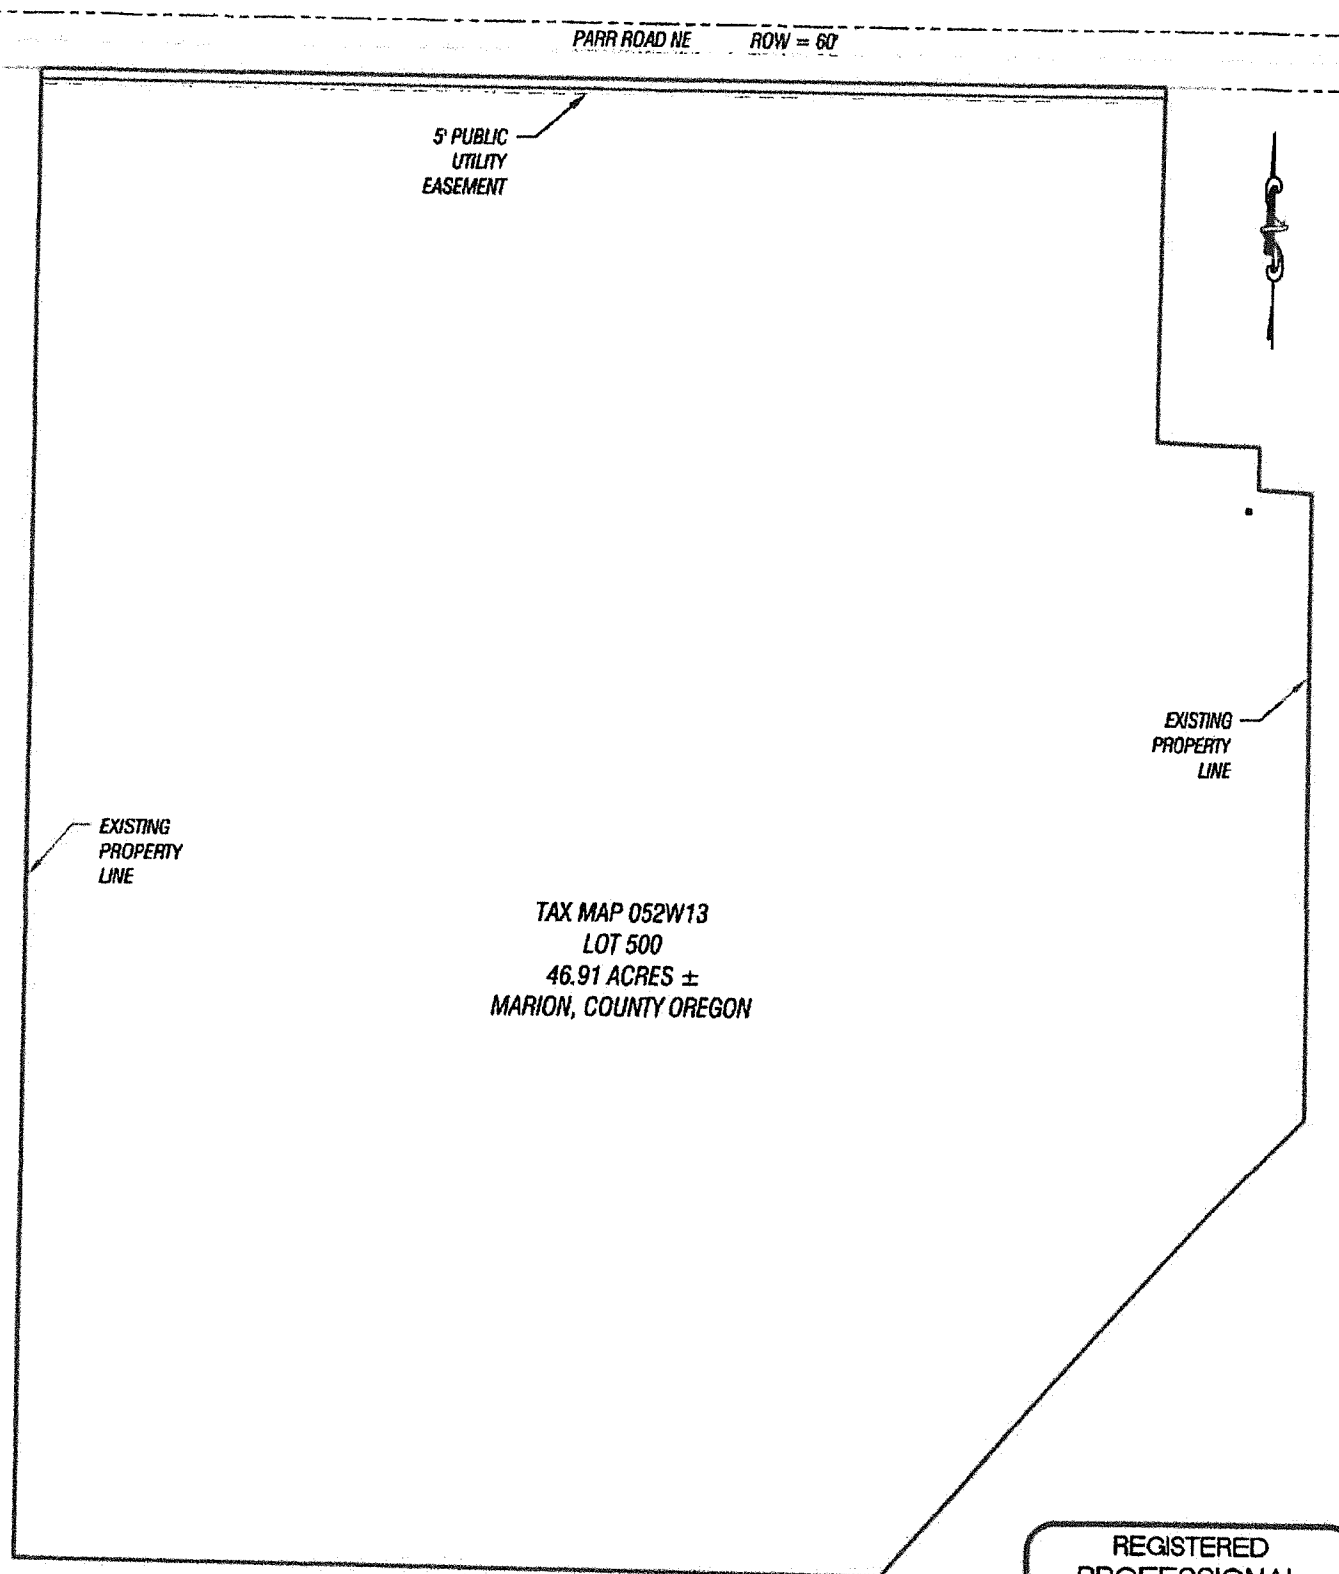 PARR ROAD NE ROW = 60'
5' PUBLIC
UTILITY
EASEMENT
EXISTING
PROPERTY
LINE
EXISTING
PROPERTY
LINE
TAX MAP 052W13
LOT 500
46.91 ACRES ±
MARION, COUNTY OREGON
REGISTERED
PROFESSIONAL